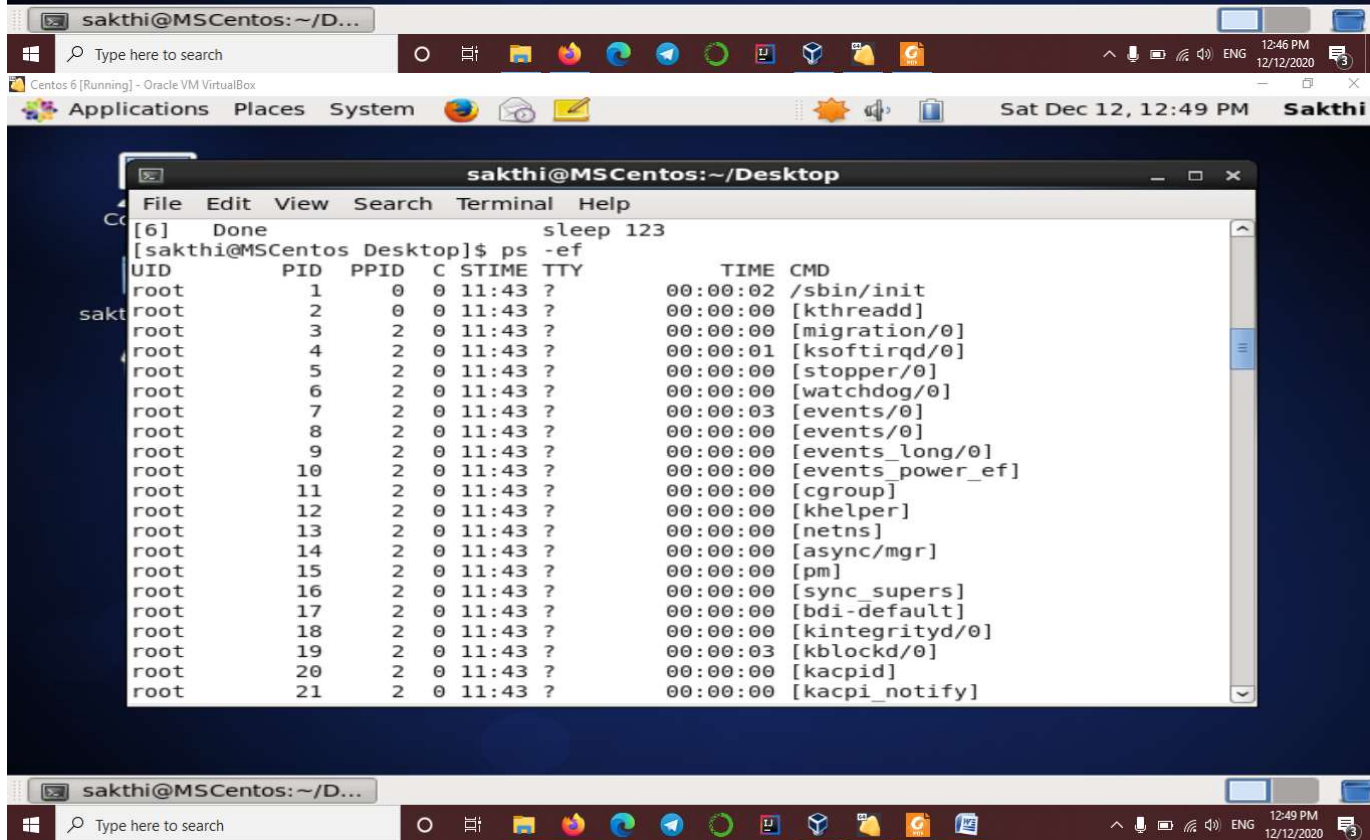 sakthi@MSCentos:~/D...
Type here to search
ENG
12:46 PM
12/12/2020
3
Centos 6 [Running] - Oracle VM VirtualBox
Applications Places System Sat Dec 12, 12:49 PM Sakthi
sakthi@MSCentos:~/Desktop
File Edit View Search Terminal Help
[6] Done sleep 123
[sakthi@MSCentos Desktop]$ ps -ef
UID PID PPID C STIME TTY TIME CMD
root 1 0 0 11:43 ? 00:00:02 /sbin/init
root 2 0 0 11:43 ? 00:00:00 [kthreadd]
root 3 2 0 11:43 ? 00:00:00 [migration/0]
root 4 2 0 11:43 ? 00:00:01 [ksoftirqd/0]
root 5 2 0 11:43 ? 00:00:00 [stopper/0]
root 6 2 0 11:43 ? 00:00:00 [watchdog/0]
root 7 2 0 11:43 ? 00:00:03 [events/0]
root 8 2 0 11:43 ? 00:00:00 [events/0]
root 9 2 0 11:43 ? 00:00:00 [events_long/0]
root 10 2 0 11:43 ? 00:00:00 [events_power_ef]
root 11 2 0 11:43 ? 00:00:00 [cgroup]
root 12 2 0 11:43 ? 00:00:00 [khelper]
root 13 2 0 11:43 ? 00:00:00 [netns]
root 14 2 0 11:43 ? 00:00:00 [async/mgr]
root 15 2 0 11:43 ? 00:00:00 [pm]
root 16 2 0 11:43 ? 00:00:00 [sync_supers]
root 17 2 0 11:43 ? 00:00:00 [bdi-default]
root 18 2 0 11:43 ? 00:00:00 [kintegrityd/0]
root 19 2 0 11:43 ? 00:00:03 [kblockd/0]
root 20 2 0 11:43 ? 00:00:00 [kacpid]
root 21 2 0 11:43 ? 00:00:00 [kacpi_notify]
Co
sakt
sakthi@MSCentos:~/D...
Type here to search
ENG
12:49 PM
12/12/2020
3